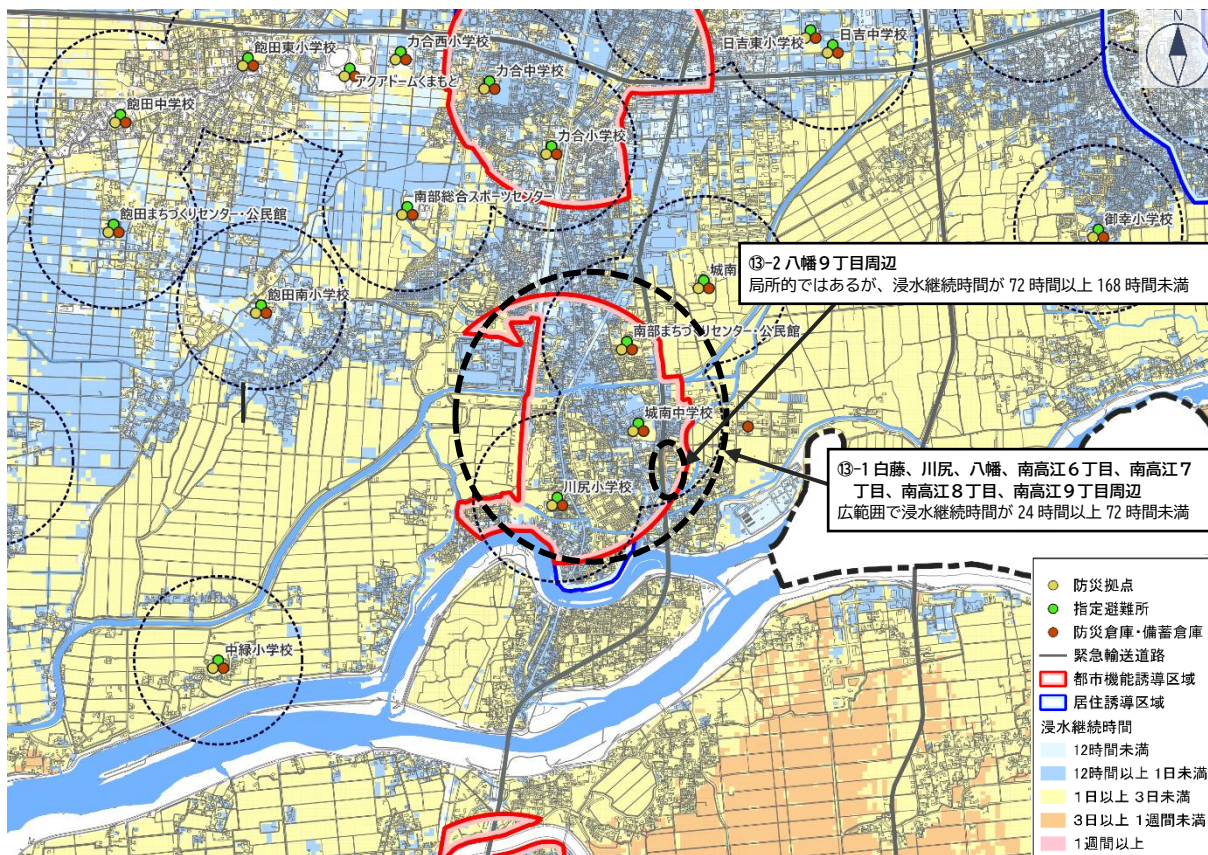 N
飽田東小学校
力合西小学校
日吉東小学校
日吉中学校
アクアドームくまもと
力合中学校
飽田中学校
力合小学校
南部総合スポーツセンター
飽田まちづくりセンター・公民館
御幸小学校
⑬-2 八幡9丁目周辺
局所的ではあるが、浸水継続時間が 72 時間以上 168 時間未満
城南
飽田南小学校
南部まちづくりセンター・公民館
城南中学校
⑬-1 白藤、川尻、八幡、南高江6丁目、南高江7
丁目、南高江8丁目、南高江9丁目周辺
広範囲で浸水継続時間が 24 時間以上 72 時間未満
川尻小学校
中緑小学校
防災拠点
指定避難所
防災倉庫・備蓄倉庫
緊急輸送道路
都市機能誘導区域
居住誘導区域
浸水継続時間
12時間未満
12時間以上 1日未満
1日以上 3日未満
3日以上 1週間未満
1週間以上